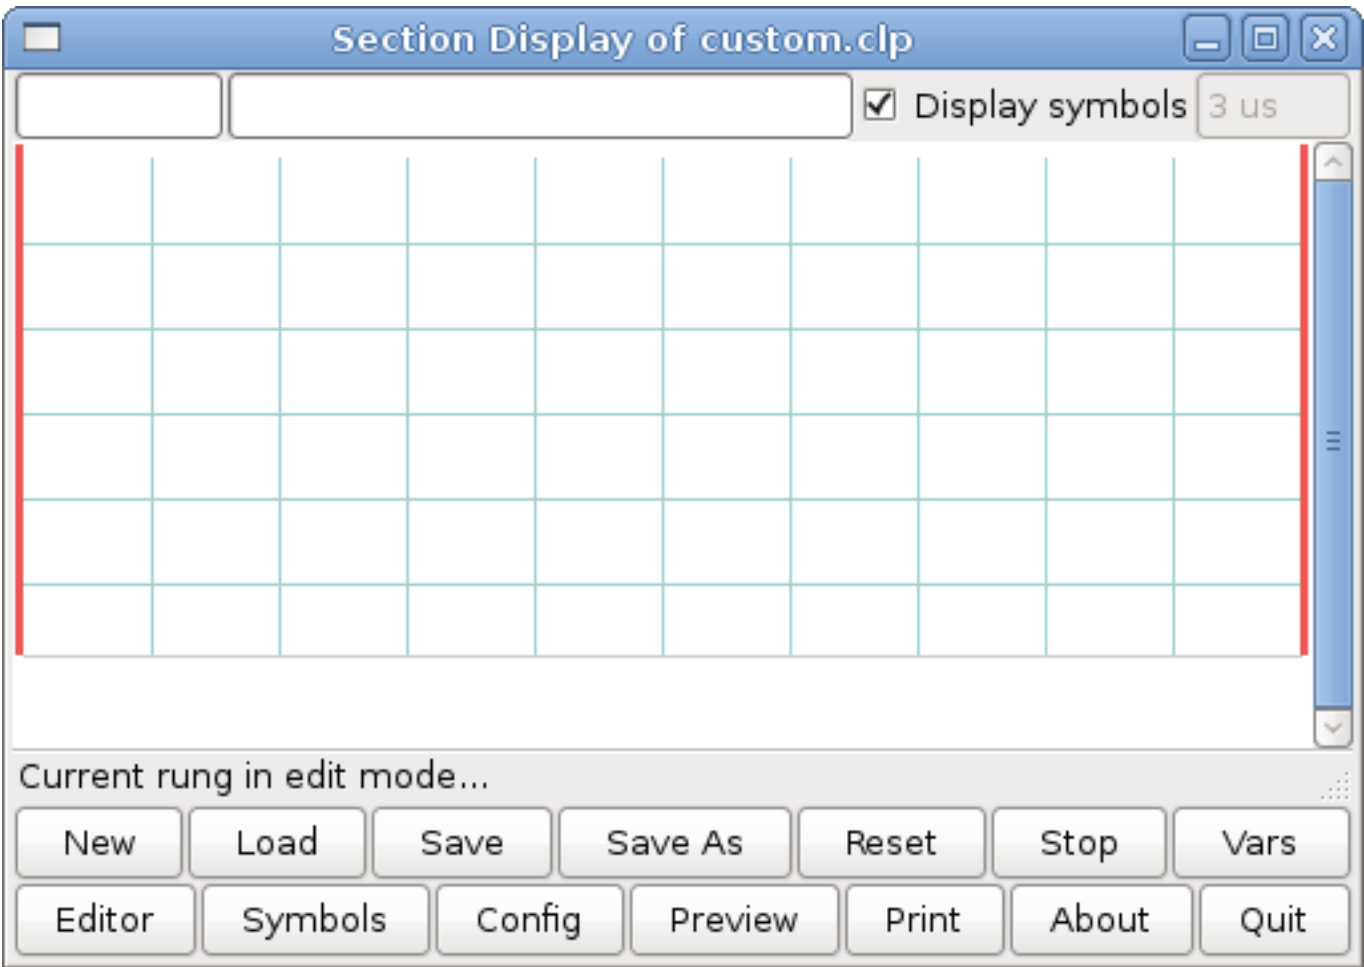 Section Display of custom.clp
Display symbols 3 us
Current rung in edit mode...
New Load Save Save As Reset Stop Vars
Editor Symbols Config Preview Print About Quit